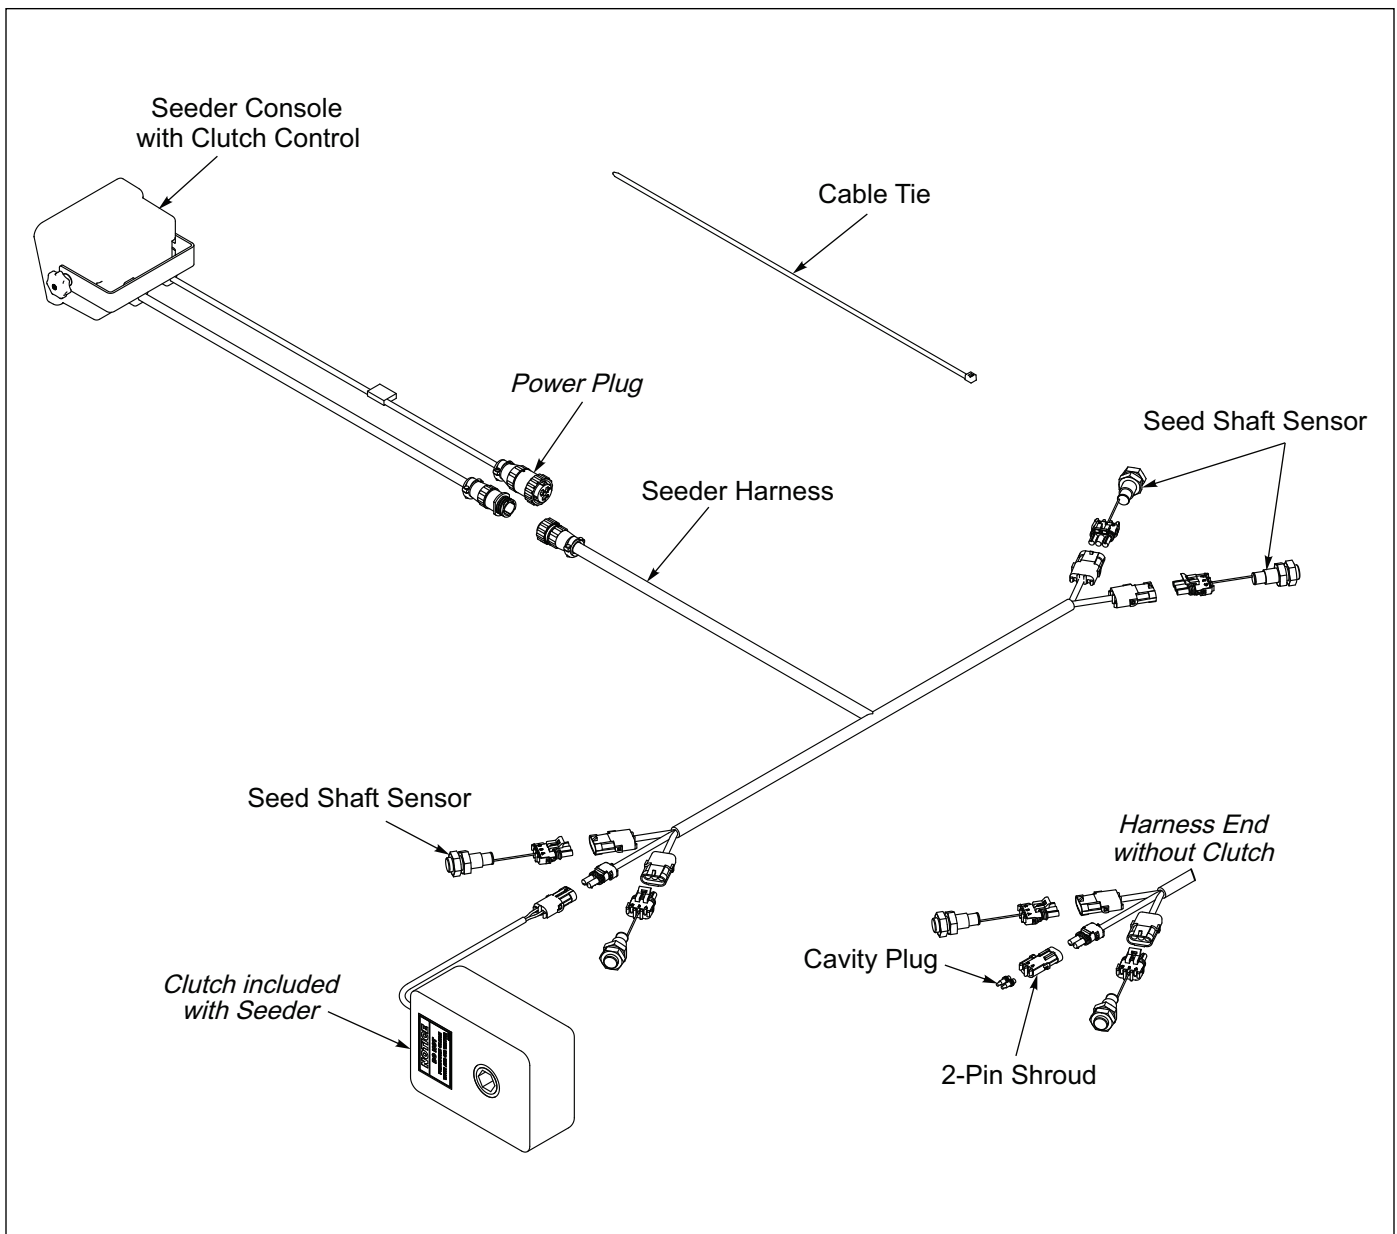 Seeder Console
with Clutch Control
Cable Tie
Power Plug
Seed Shaft Sensor
Seeder Harness
Seed Shaft Sensor
Harness End
without Clutch
Cavity Plug
Clutch included
with Seeder
2-Pin Shroud
NOTICE